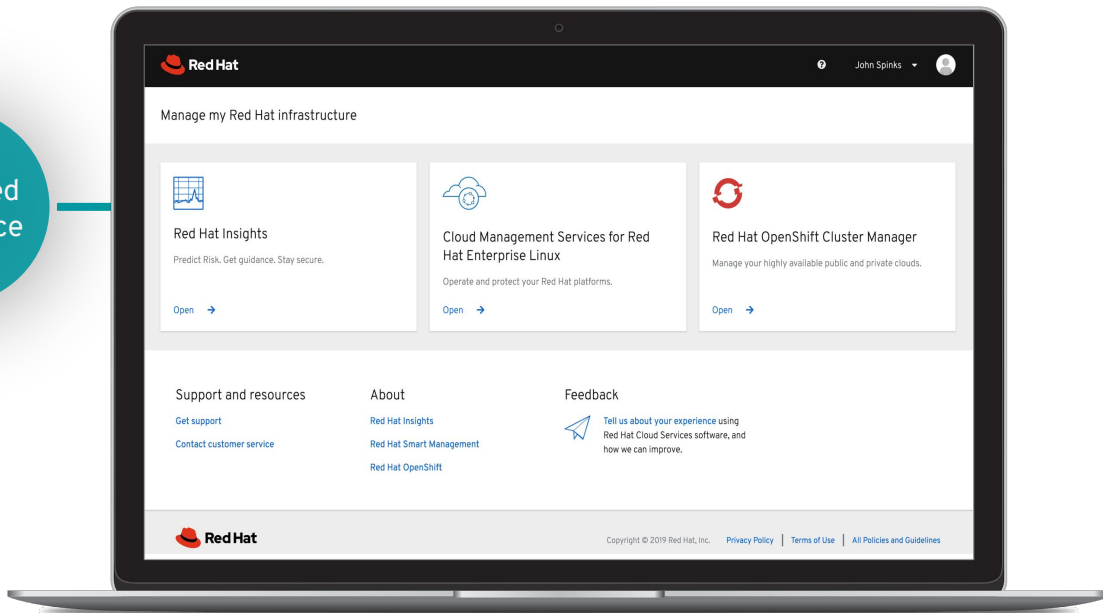 Red Hat
John Spinks
Manage my Red Hat infrastructure
Red Hat Insights
Predict Risk. Get guidance. Stay secure.
Open
Cloud Management Services for Red
Hat Enterprise Linux
Operate and protect your Red Hat platforms.
Open
Red Hat OpenShift Cluster Manager
Manage your highly available public and private clouds.
Open
Support and resources
Get support
Contact customer service
About
Red Hat Insights
Red Hat Smart Management
Red Hat OpenShift
Feedback
Tell us about your experience using
Red Hat Cloud Services software, and
how we can improve.
Red Hat
Copyright © 2019 Red Hat, Inc. Privacy Policy | Terms of Use | All Policies and Guidelines